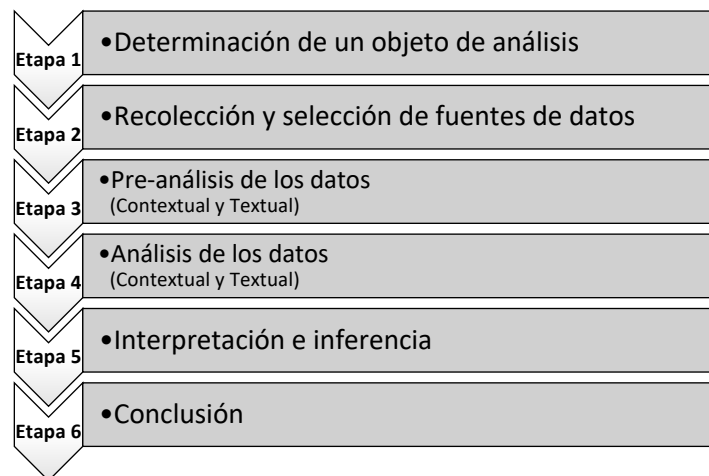 Etapa 1
•Determinación de un objeto de análisis
Etapa 2
•Recolección y selección de fuentes de datos
Etapa 3
•Pre-análisis de los datos
(Contextual y Textual)
Etapa 4
•Análisis de los datos
(Contextual y Textual)
Etapa 5
•Interpretación e inferencia
Etapa 6
•Conclusión